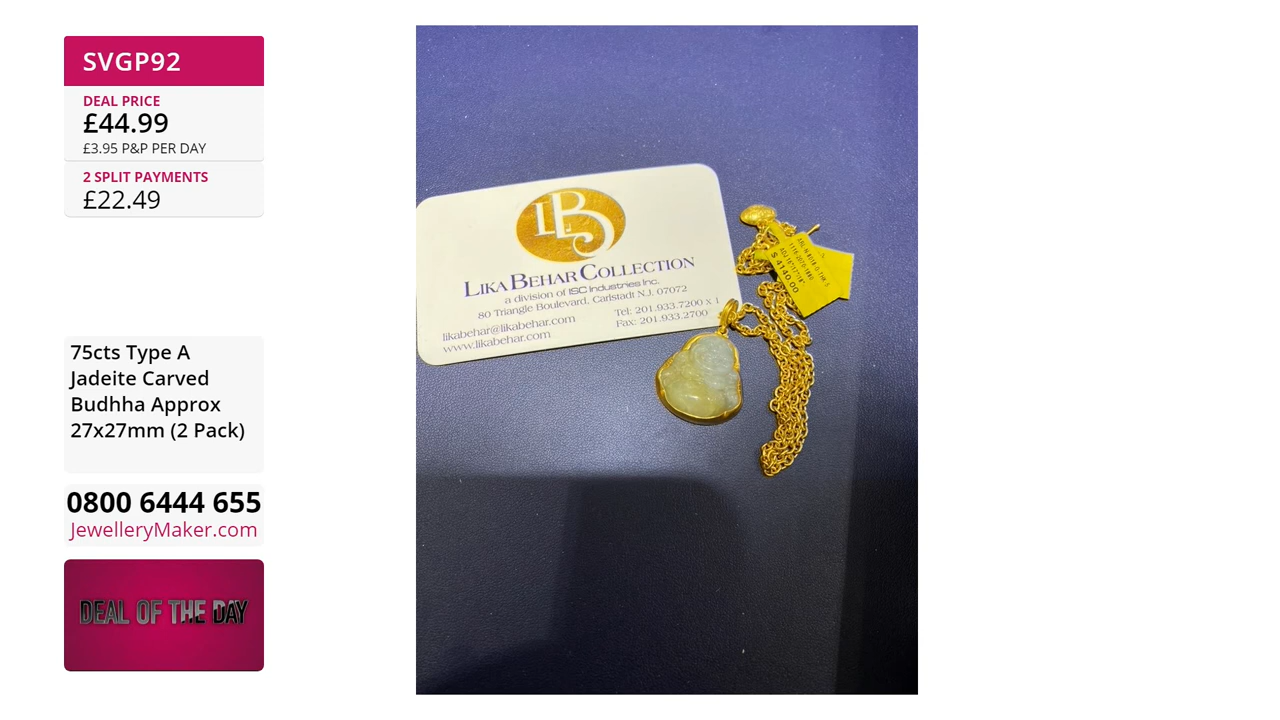 SVGP92
DEAL PRICE
£44.99
£3.95 P&P PER DAY
2 SPLIT PAYMENTS
£22.49
75cts Type A
Jadeite Carved
Budhha Approx
27x27mm (2 Pack)
0800 6444 655
JewelleryMaker.com
DEAL OF THE DAY
LB
LIKA BEHAR COLLECTION
a division of ISC Industries Inc.
80 Triangle Boulevard, Carlstadt N.J. 07072
likabehar@likabehar.com
www.likabehar.com
Tel: 201.933.7200 x 1
Fax: 201.933.2700
$ 4140.00